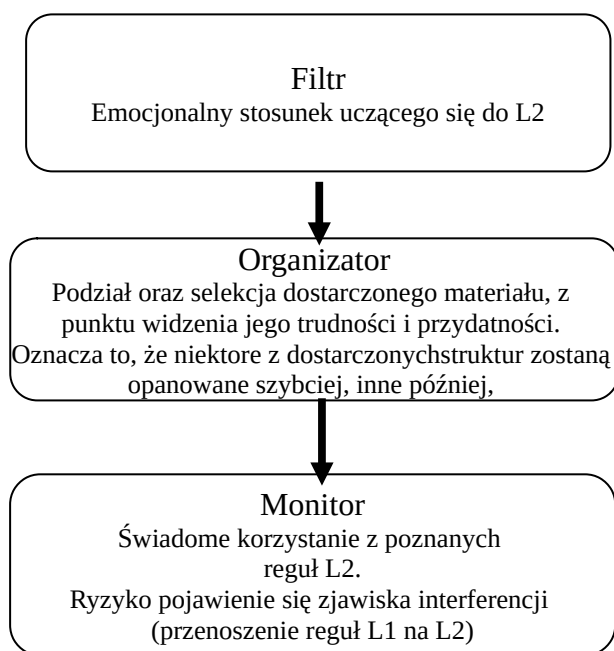 Filtr
Emocjonalny stosunek uczącego się do L2
Organizator
Podział oraz selekcja dostarczonego materiału, z
punktu widzenia jego trudności i przydatności.
Oznacza to, że niektore z dostarczonychstruktur zostaną
opanowane szybciej, inne później,
Monitor
Świadome korzystanie z poznanych
reguł L2.
Ryzyko pojawienie się zjawiska interferencji
(przenoszenie reguł L1 na L2)